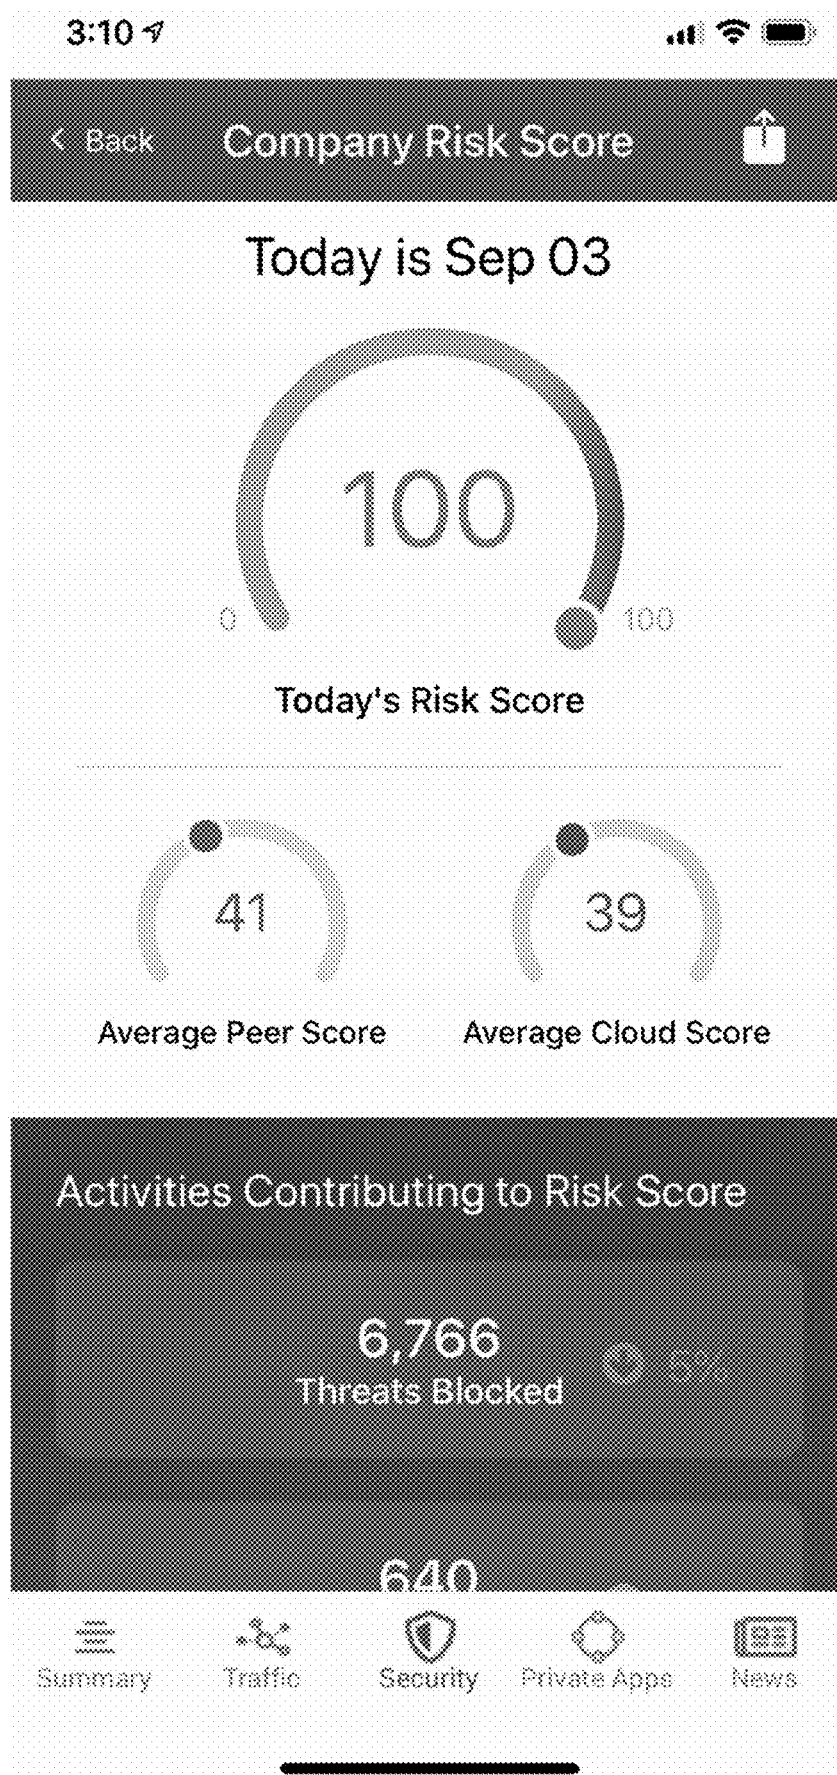 3:10
Back
Company Risk Score
Today is Sep 03
100
0
100
Today's Risk Score
41
39
Average Peer Score
Average Cloud Score
Activities Contributing to Risk Score
6,766
Threats Blocked
640
Summary
Traffic
Security
Private Apps
News